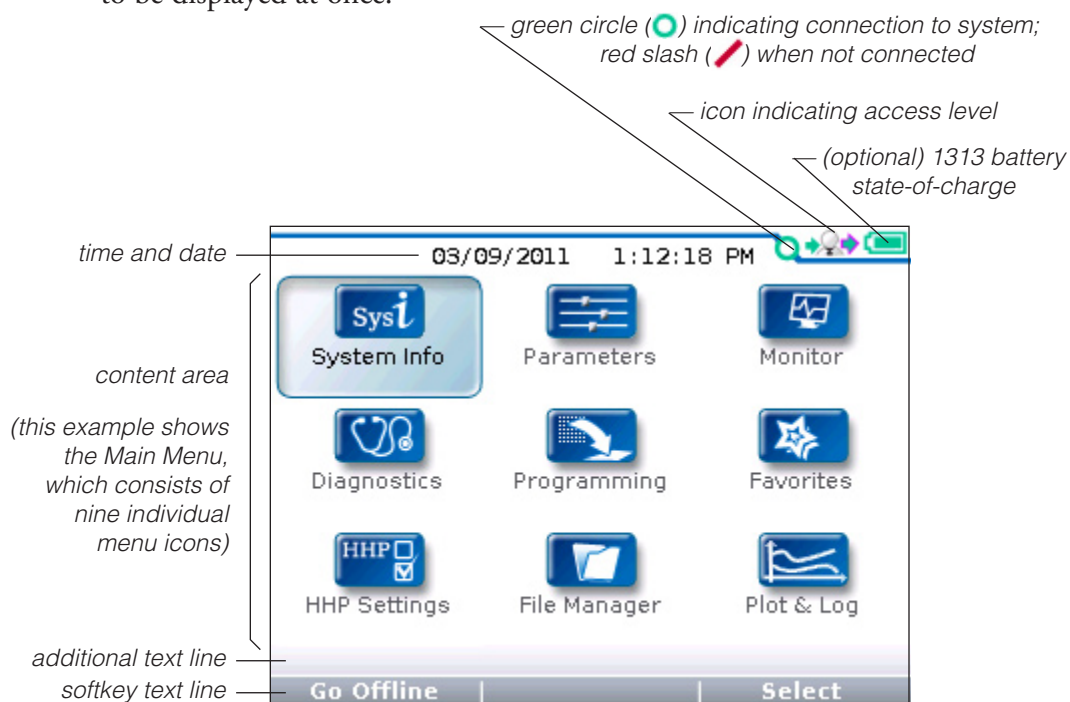 to be displayed at once.
green circle ( ) indicating connection to system;
red slash ( ) when not connected
icon indicating access level
(optional) 1313 battery
state-of-charge
time and date
03/09/2011 1:12:18 PM
Sysi
System Info
Parameters
Monitor
content area
(this example shows
the Main Menu,
which consists of
nine individual
menu icons)
Diagnostics
Programming
Favorites
HHP
HHP Settings
File Manager
Plot & Log
additional text line
softkey text line
Go Offline | | Select